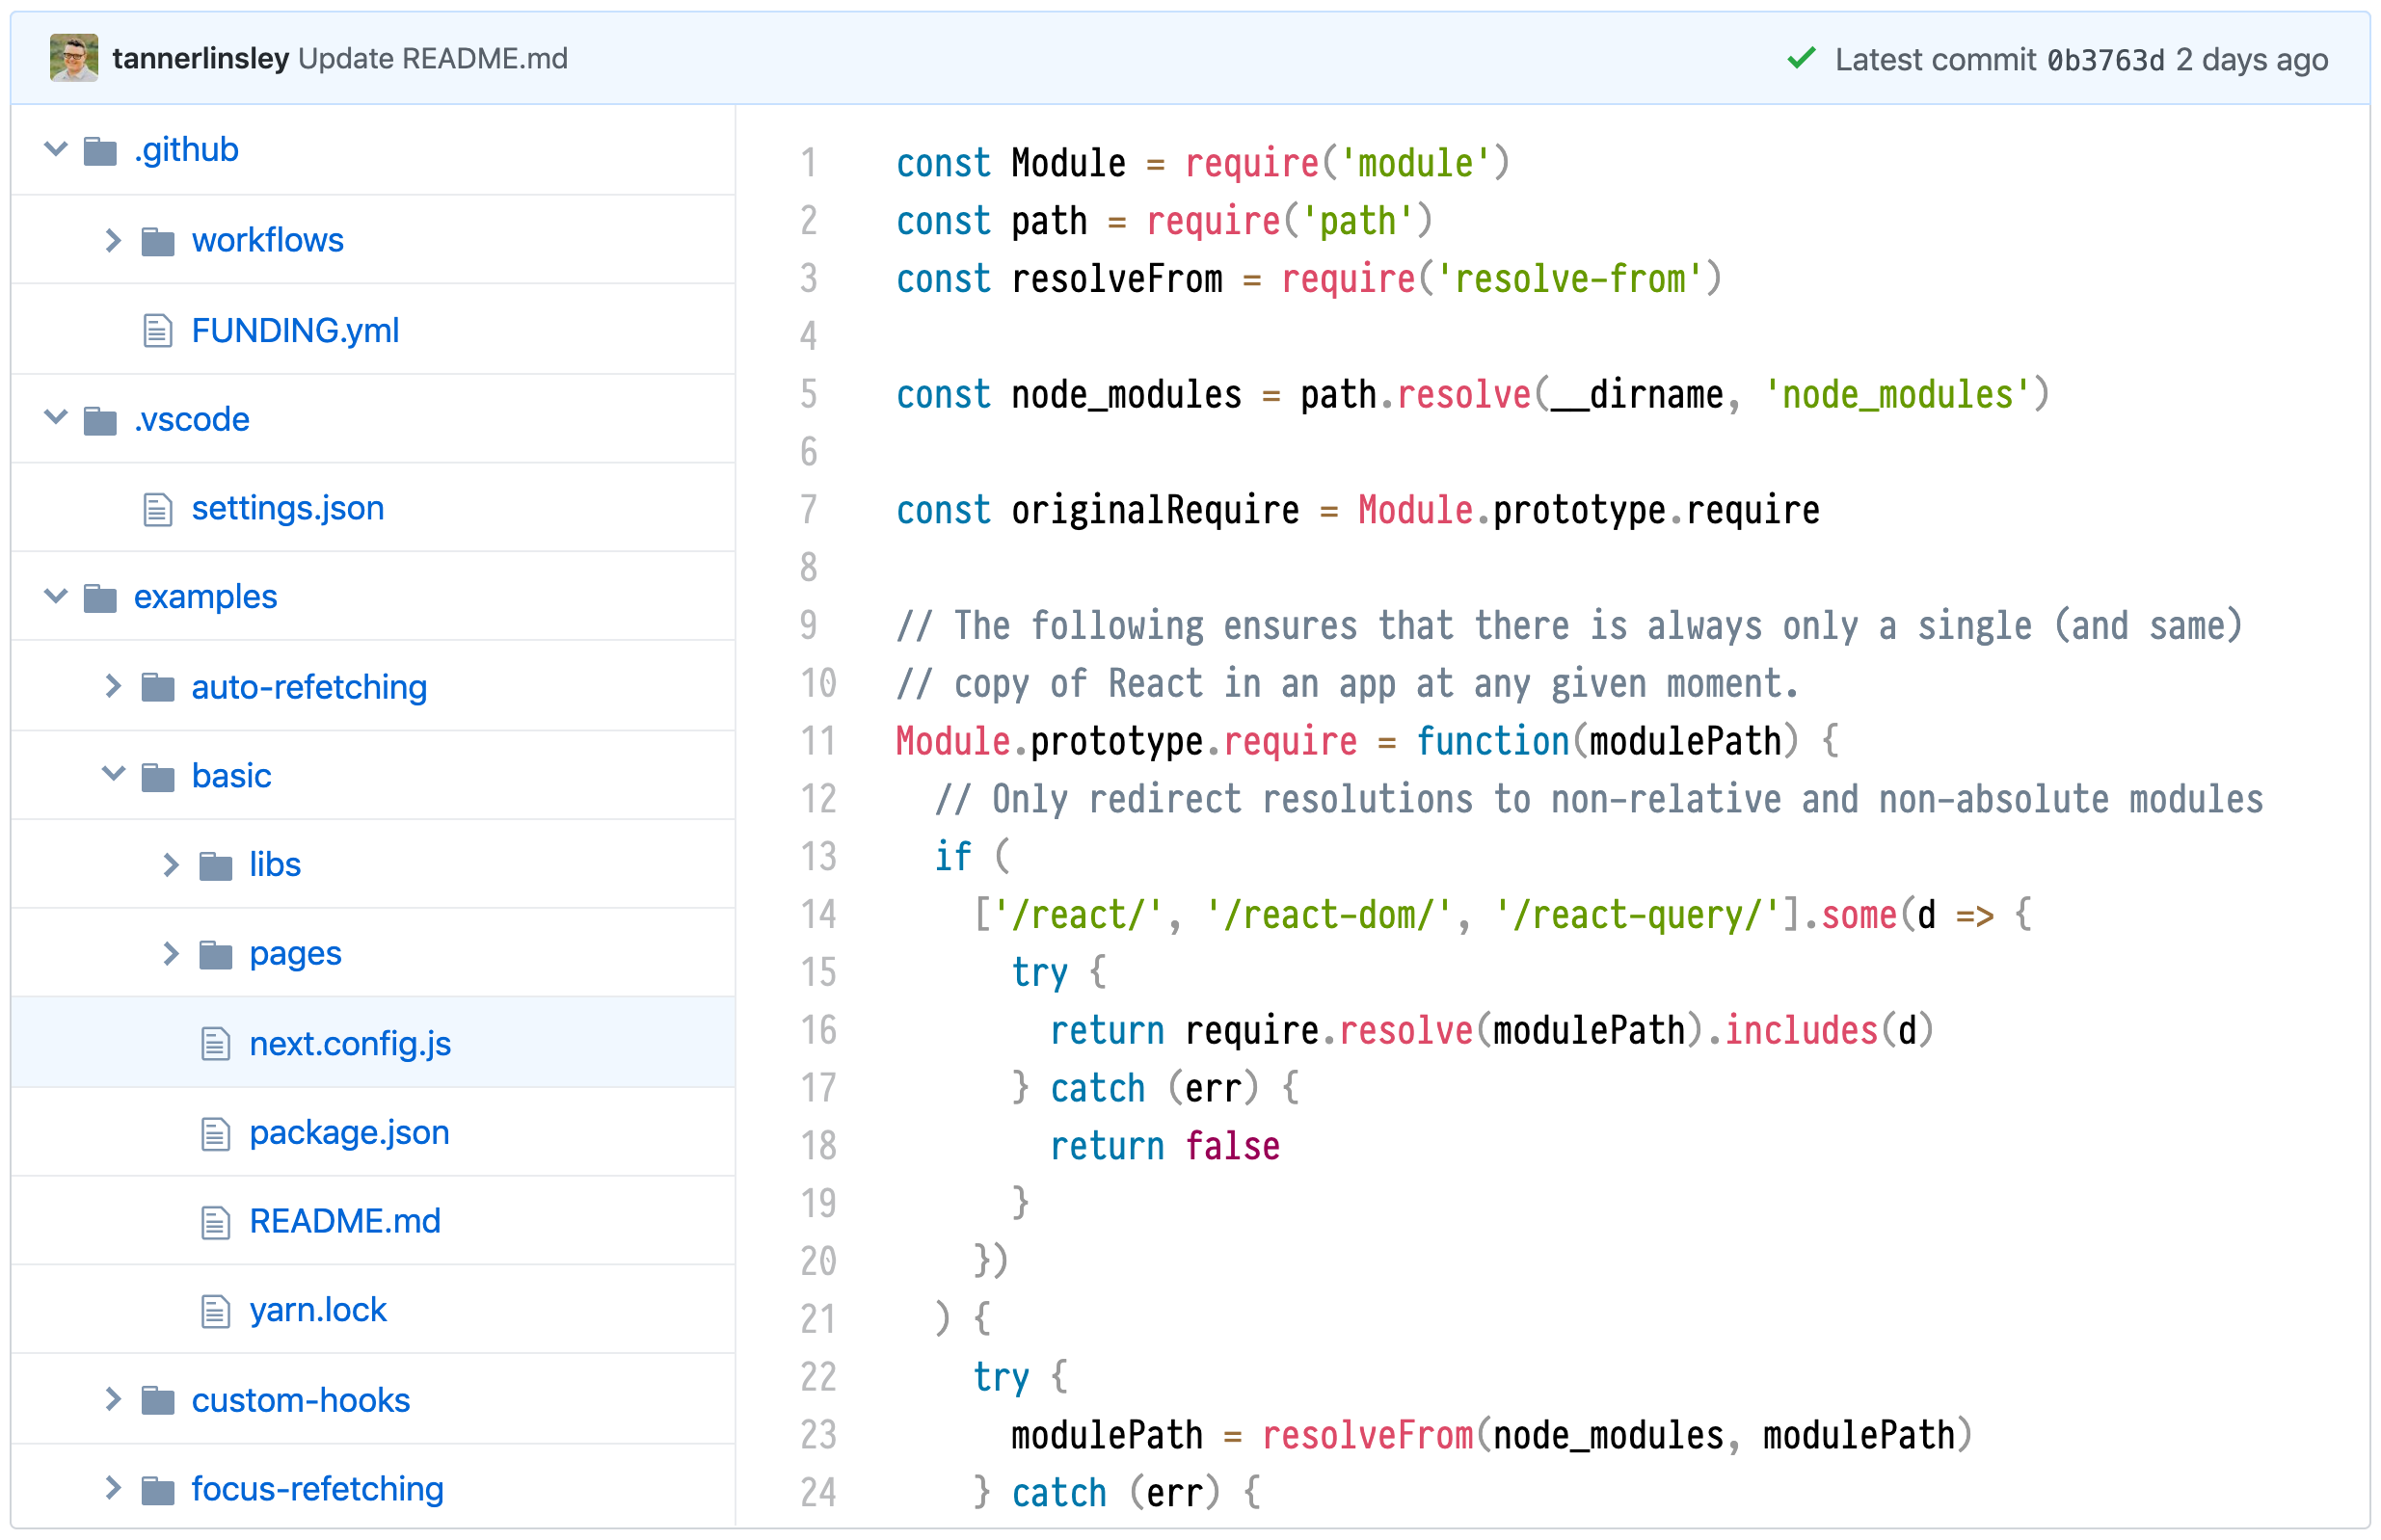 tannerlinsley Update README.md
Latest commit 0b3763d 2 days ago
.github
workflows
FUNDING.yml
.vscode
settings.json
examples
auto-refetching
basic
libs
pages
next.config.js
package.json
README.md
yarn.lock
custom-hooks
focus-refetching
1 const Module = require('module')
2 const path = require('path')
3 const resolveFrom = require('resolve-from')
4
5 const node_modules = path.resolve(__dirname, 'node_modules')
6
7 const originalRequire = Module.prototype.require
8
9 // The following ensures that there is always only a single (and same)
10 // copy of React in an app at any given moment.
11 Module.prototype.require = function(modulePath) {
12   // Only redirect resolutions to non-relative and non-absolute modules
13   if (
14     ['/react/', '/react-dom/', '/react-query/'].some(d => {
15       try {
16         return require.resolve(modulePath).includes(d)
17       } catch (err) {
18         return false
19       }
20     })
21   ) {
22     try {
23       modulePath = resolveFrom(node_modules, modulePath)
24     } catch (err) {